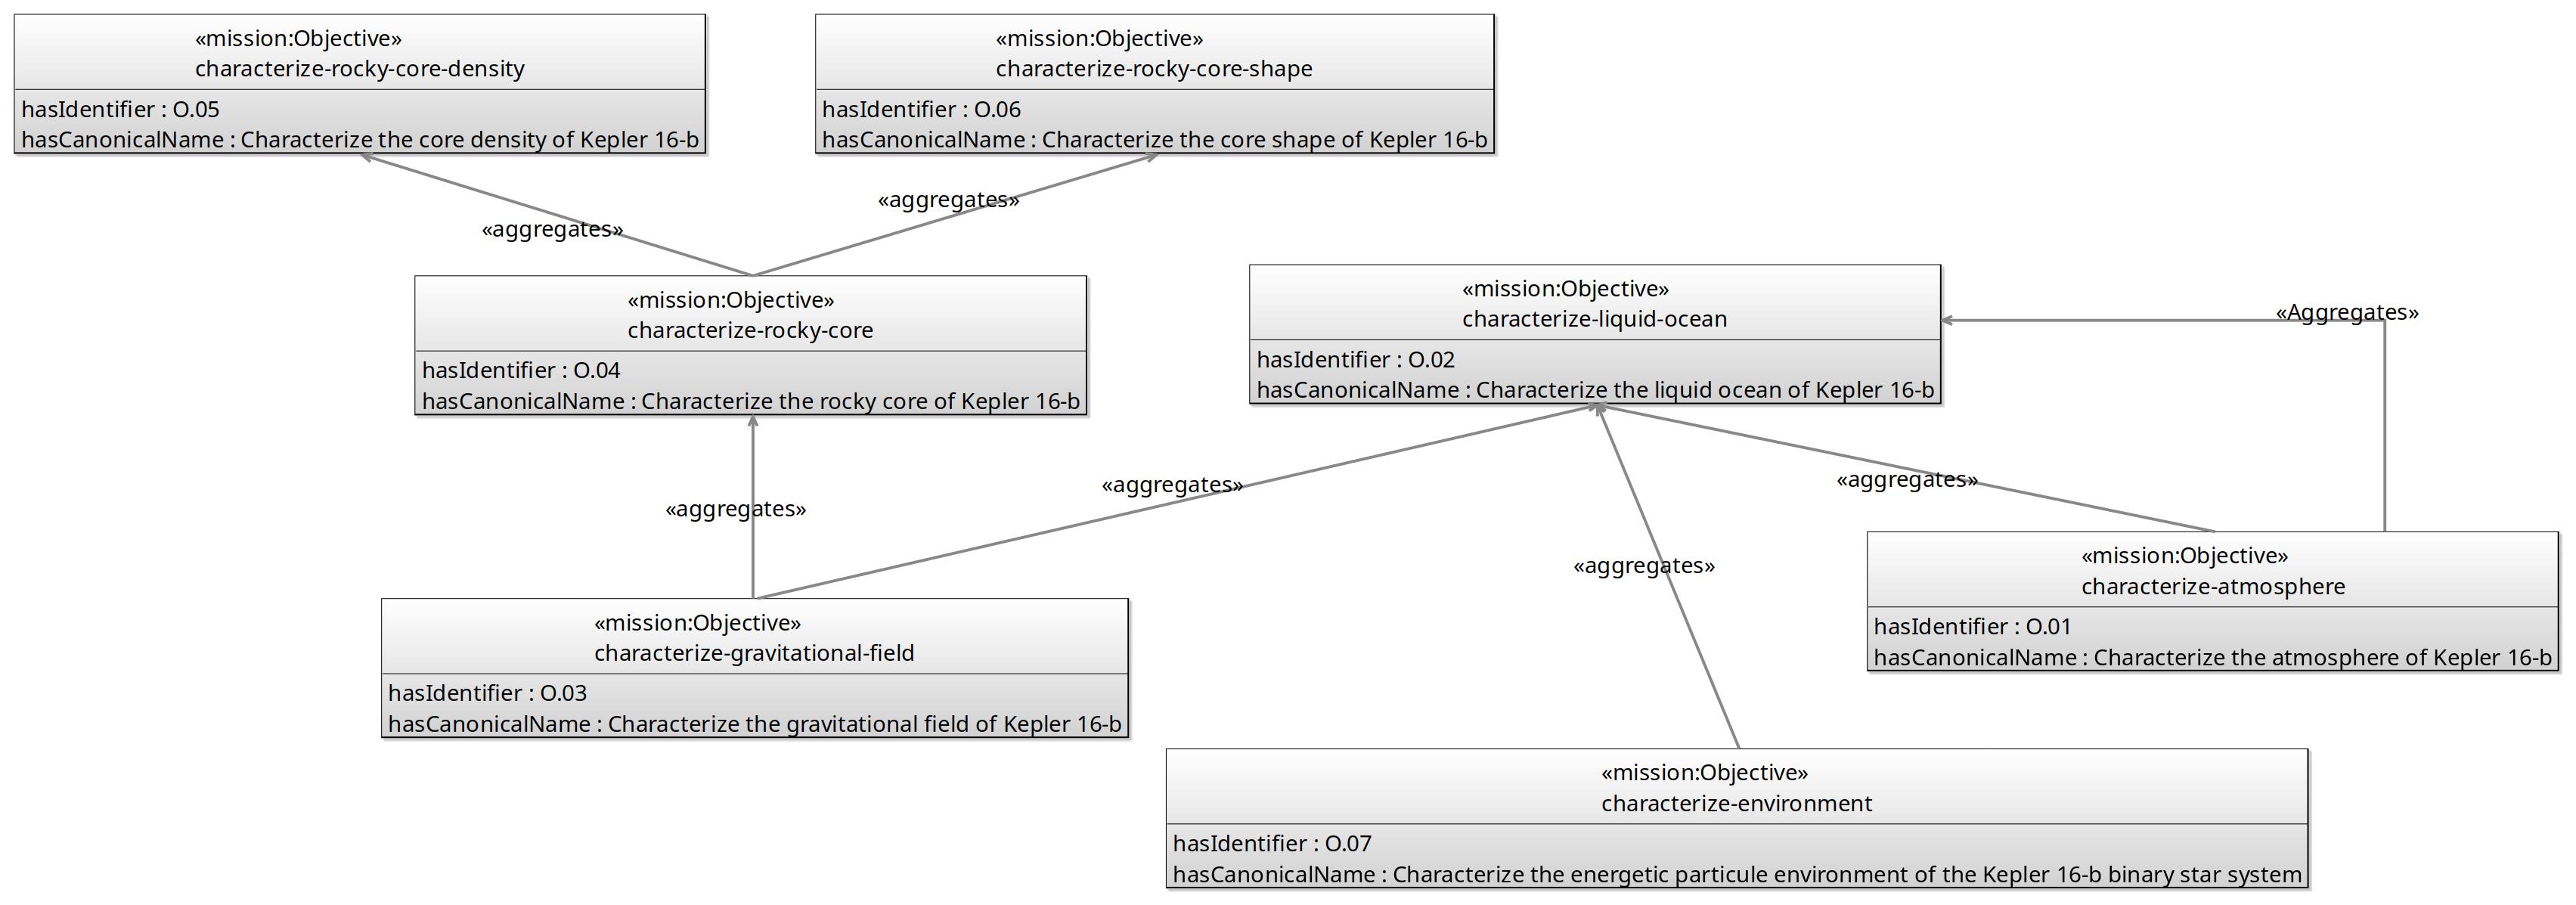 «mission:Objective»
characterize-rocky-core-density
hasIdentifier : O.05
hasCanonicalName : Characterize the core density of Kepler 16-b
«mission:Objective»
characterize-rocky-core-shape
hasIdentifier : O.06
hasCanonicalName : Characterize the core shape of Kepler 16-b
«aggregates»
«aggregates»
«mission:Objective»
characterize-rocky-core
hasIdentifier : O.04
hasCanonicalName : Characterize the rocky core of Kepler 16-b
«mission:Objective»
characterize-liquid-ocean
hasIdentifier : O.02
hasCanonicalName : Characterize the liquid ocean of Kepler 16-b
«Aggregates»
«aggregates»
«aggregates»
«aggregates»
«aggregates»
«mission:Objective»
characterize-gravitational-field
hasIdentifier : O.03
hasCanonicalName : Characterize the gravitational field of Kepler 16-b
«mission:Objective»
characterize-atmosphere
hasIdentifier : O.01
hasCanonicalName : Characterize the atmosphere of Kepler 16-b
«mission:Objective»
characterize-environment
hasIdentifier : O.07
hasCanonicalName : Characterize the energetic particule environment of the Kepler 16-b binary star system